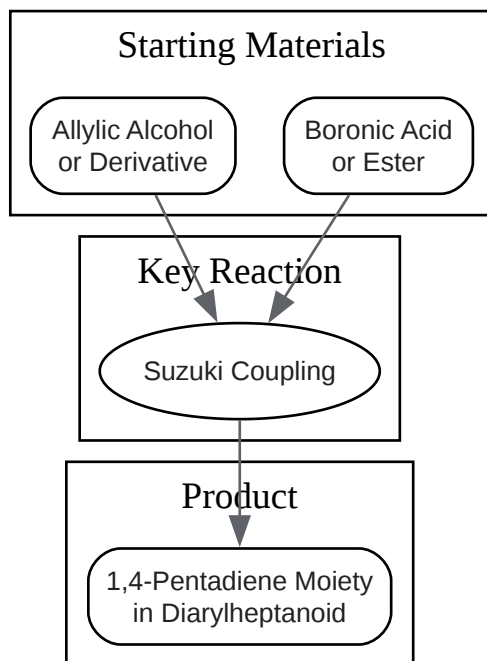 Starting Materials
Allylic Alcohol
or Derivative
Boronic Acid
or Ester
Key Reaction
Suzuki Coupling
Product
1,4-Pentadiene Moiety
in Diarylheptanoid